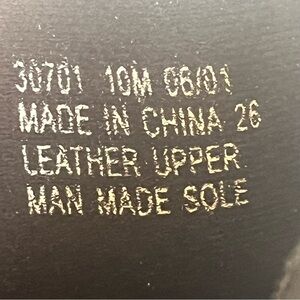 30701 10M 06/01
MADE IN CHINA 26
LEATHER UPPER
MAN MADE SOLE